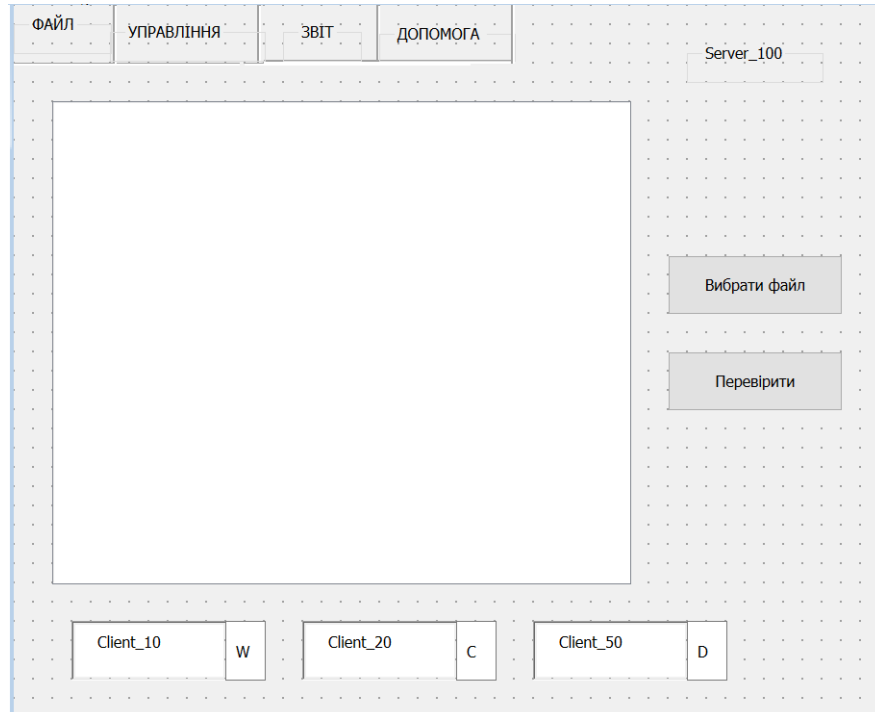 ФАЙЛ
УПРАВЛІННЯ
ЗВІТ
ДОПОМОГА
Server_100
Вибрати файл
Перевірити
Client_10
W
Client_20
C
Client_50
D